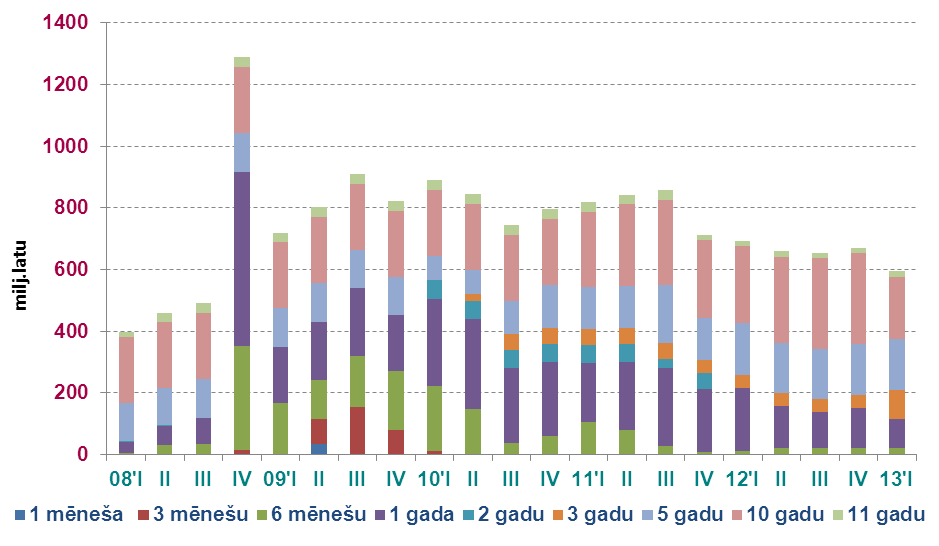 1400
1200
1000
800
600
400
200
0
milj.latu
08'I II III IV 09'I II III IV 10'I II III IV 11'I II III IV 12'I II III IV 13'I
1 mēneša 3 mēnešu 6 mēnešu 1 gada 2 gadu 3 gadu 5 gadu 10 gadu 11 gadu